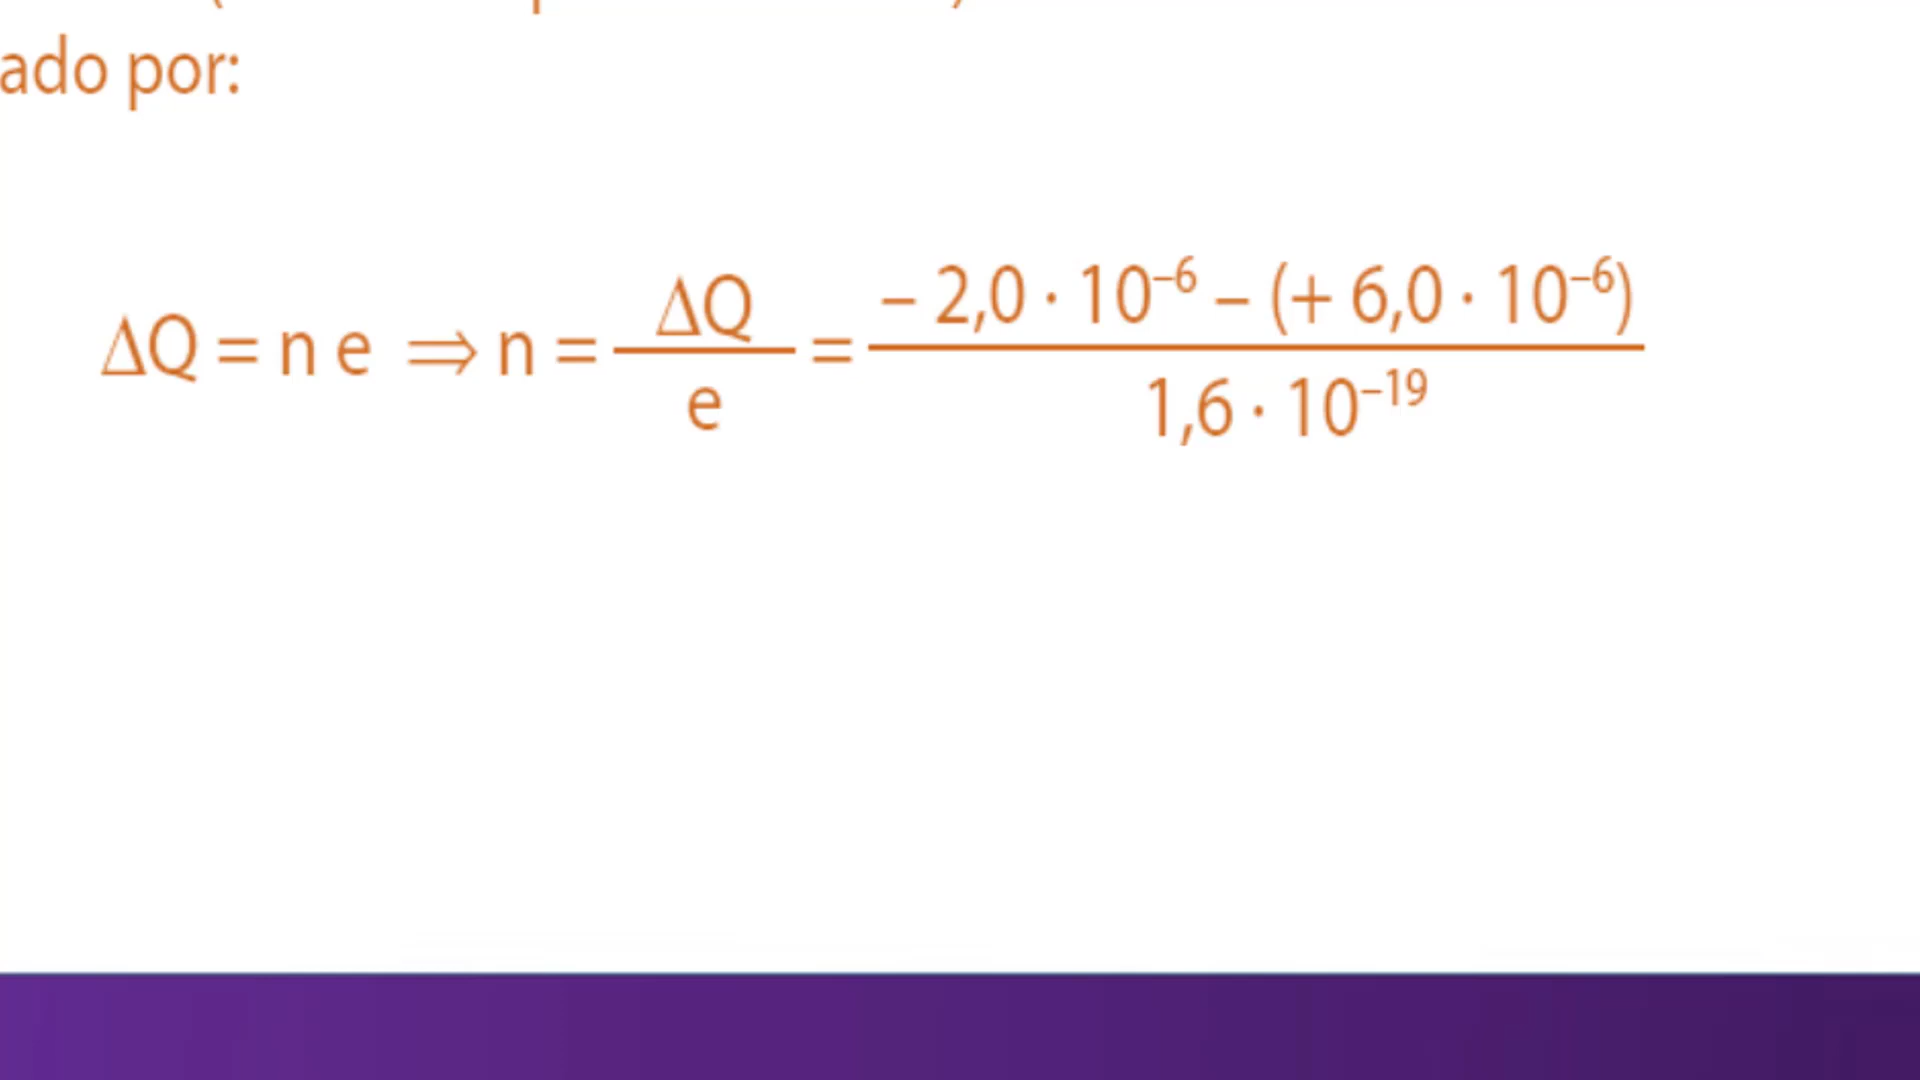 ado por:
ΔQ = n e ⇒ n = ΔQ / e = – 2,0 · 10⁻⁶ – (+ 6,0 · 10⁻⁶) / 1,6 · 10⁻¹⁹